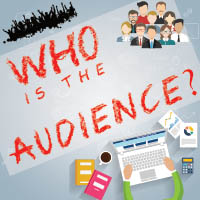 WHO
IS THE
AUDIENCE?